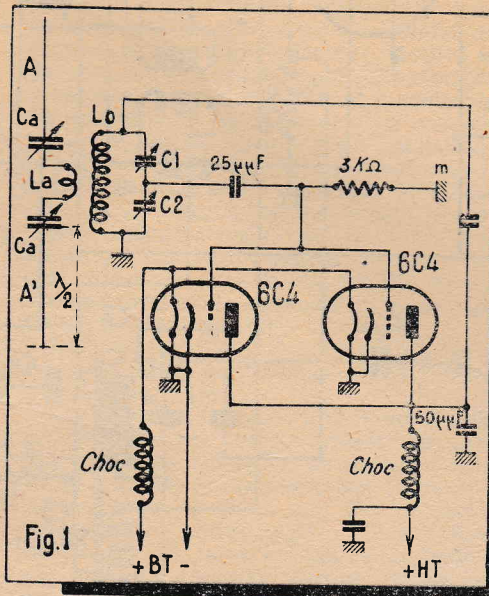 A
Ca
Lo
C1
25µµF
3KΩ
m
La
C2
Ca
A'
λ/2
6C4
6C4
50µµF
Choc
Choc
Fig.1
+BT -
+HT